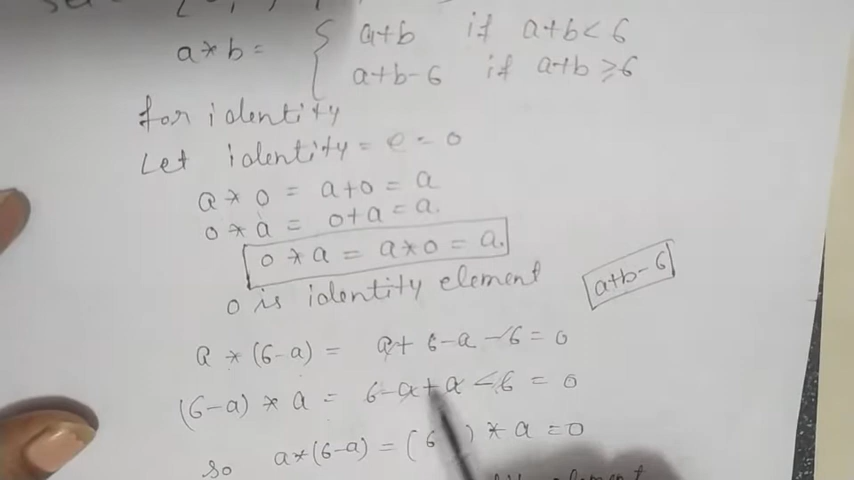 a * b = { a+b if a+b < 6
a+b-6 if a+b ≥ 6
for identity
Let identity = e = 0
a * 0 = a+0 = a
0 * a = 0+a = a.
0 * a = a * 0 = a.
0 is identity element
a+b-6
a * (6-a) = a+ 6-a -6 = 0
(6-a) * a = 6-a+a <6 = 0
so a*(6-a) = (6 ) * a = 0
element